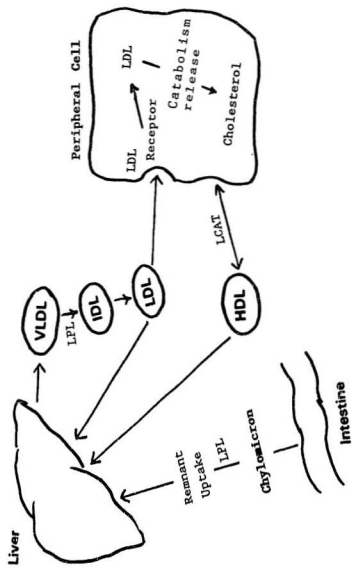 Liver
VLDL
LPL
IDL
LDL
HDL
LCAT
Peripheral Cell
LDL
Receptor
LDL
Catabolism
release
Cholesterol
Remnant
Uptake
LPL
Chylomicron
Intestine